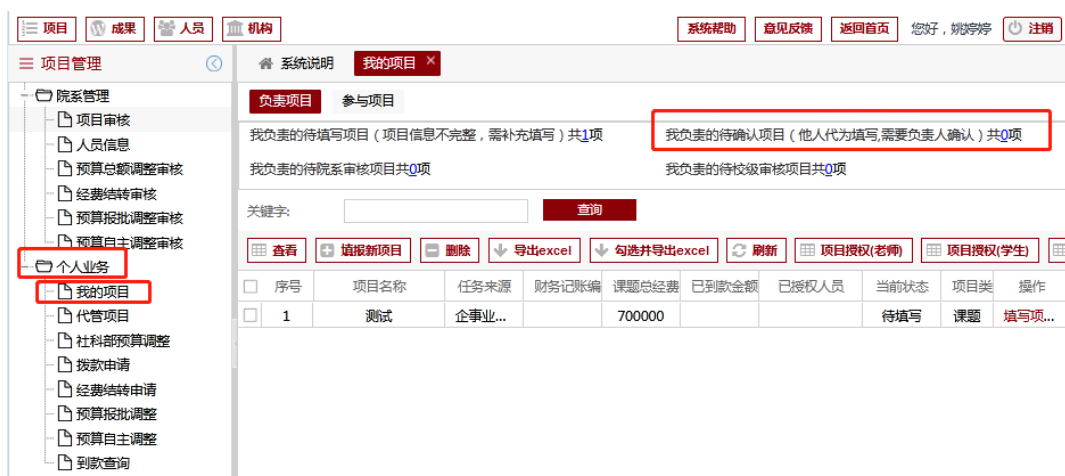 项目 成果 人员 机构 系统帮助 意见反馈 返回首页 您好，姚婷婷 注销
项目管理 系统说明 我的项目
院系管理
项目审核
人员信息
预算总额调整审核
经费结转审核
预算报批调整审核
预算自主调整审核
个人业务
我的项目
代管项目
社科部预算调整
拨款申请
经费结转申请
预算报批调整
预算自主调整
到款查询
负责项目 参与项目
我负责的待填写项目（项目信息不完整，需补充填写）共1项 我负责的待确认项目（他人代为填写,需要负责人确认）共0项
我负责的待院系审核项目共0项 我负责的待校级审核项目共0项
关键字: 查询
查看 填报新项目 删除 导出excel 勾选并导出excel 刷新 项目授权(老师) 项目授权(学生)
序号 项目名称 任务来源 财务记账编 课题总经费 已到款金额 已授权人员 当前状态 项目类 操作
1 测试 企事业... 700000 待填写 课题 填写项...